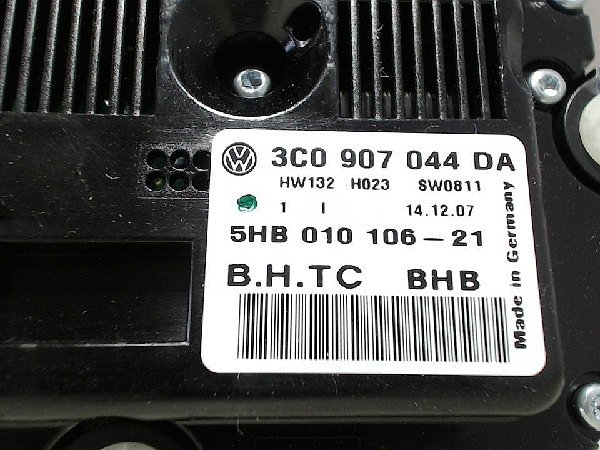 3C0 907 044 DA
HW132 H023 SW0811
1 I 14.12.07
5HB 010 106-21
B.H.TC BHB
Made in Germany